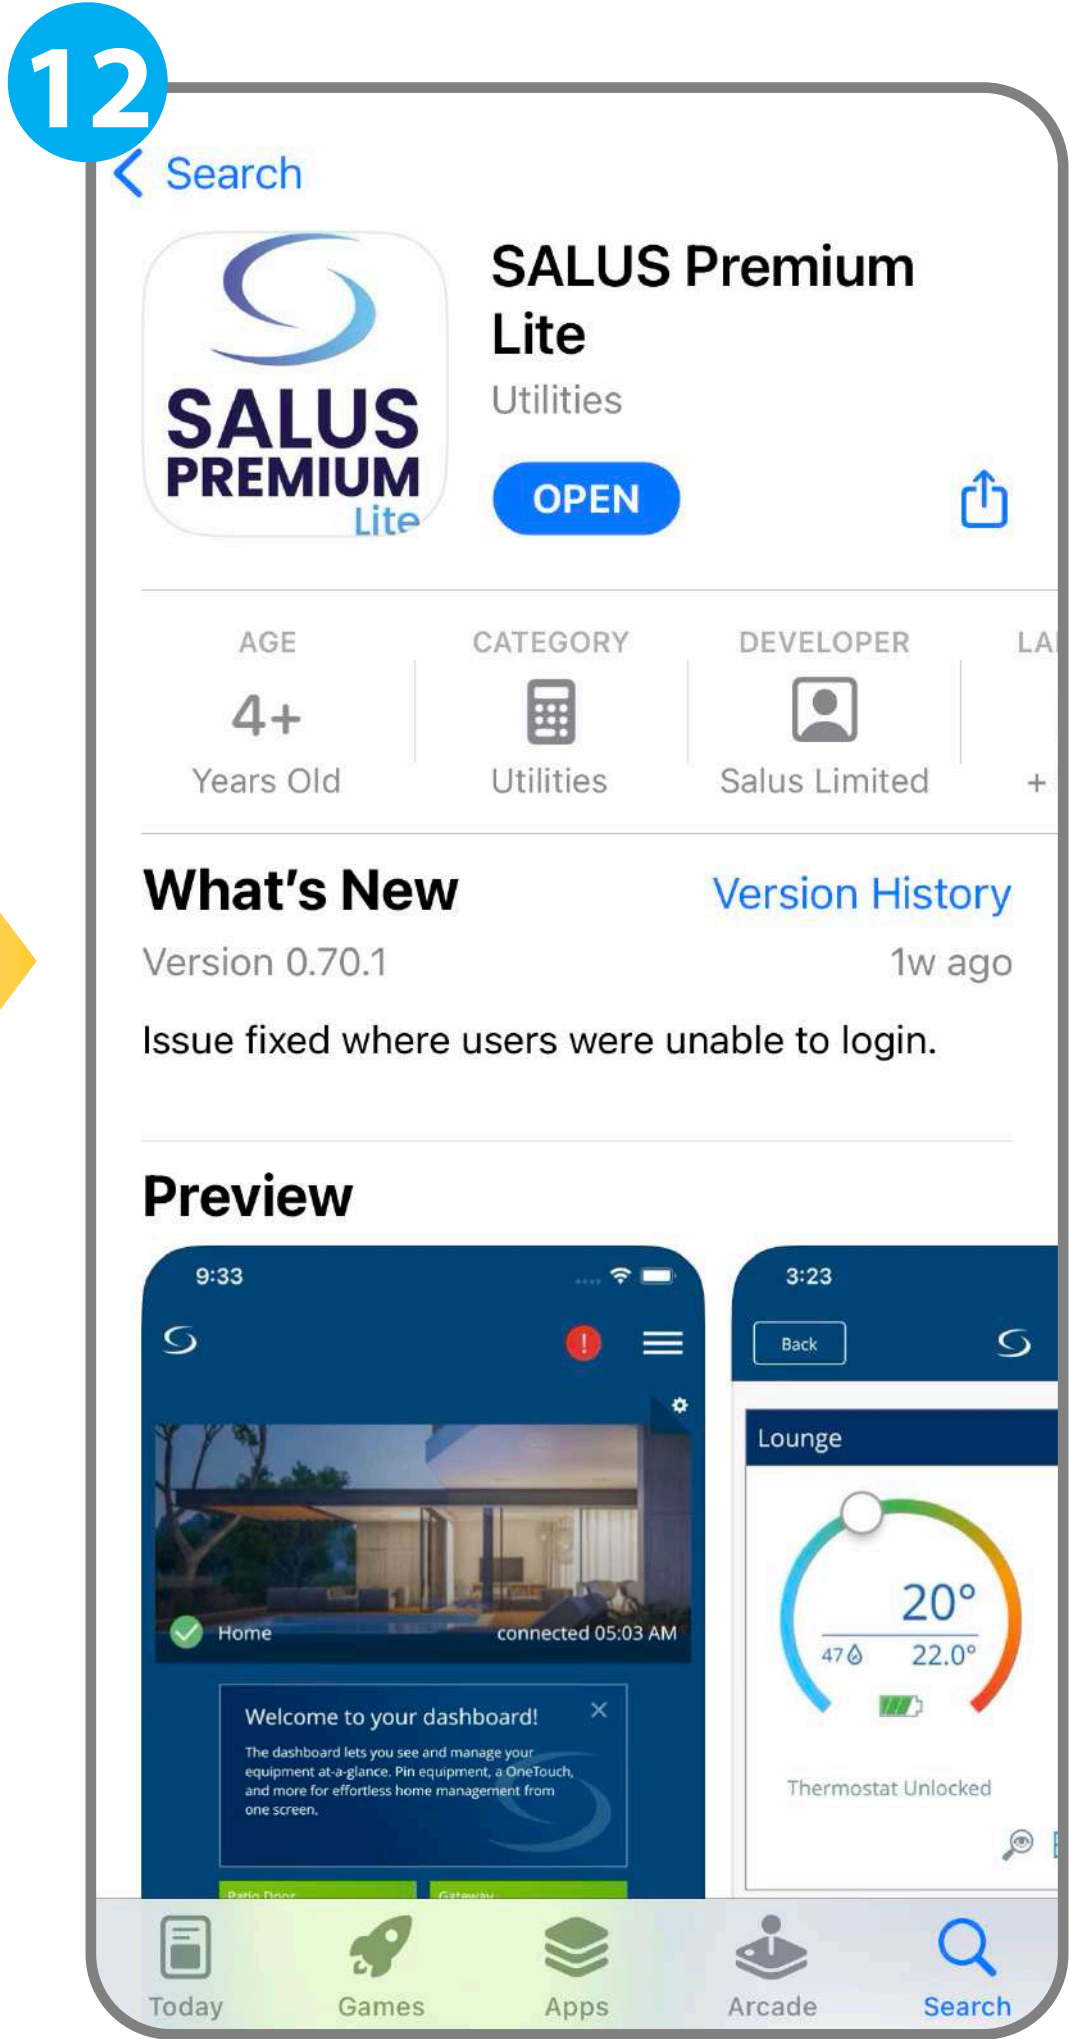 12
Search
SALUS
PREMIUM
Lite
SALUS Premium
Lite
Utilities
OPEN
AGE
4+
Years Old
CATEGORY
Utilities
DEVELOPER
Salus Limited
LA
+
What's New
Version History
Version 0.70.1
1w ago
Issue fixed where users were unable to login.
Preview
9:33
!
Home
connected 05:03 AM
Welcome to your dashboard!
The dashboard lets you see and manage your
equipment at-a-glance. Pin equipment, a OneTouch,
and more for effortless home management from
one screen.
Patio Door
Gateway
3:23
Back
Lounge
20°
47
22.0°
Thermostat Unlocked
Today
Games
Apps
Arcade
Search